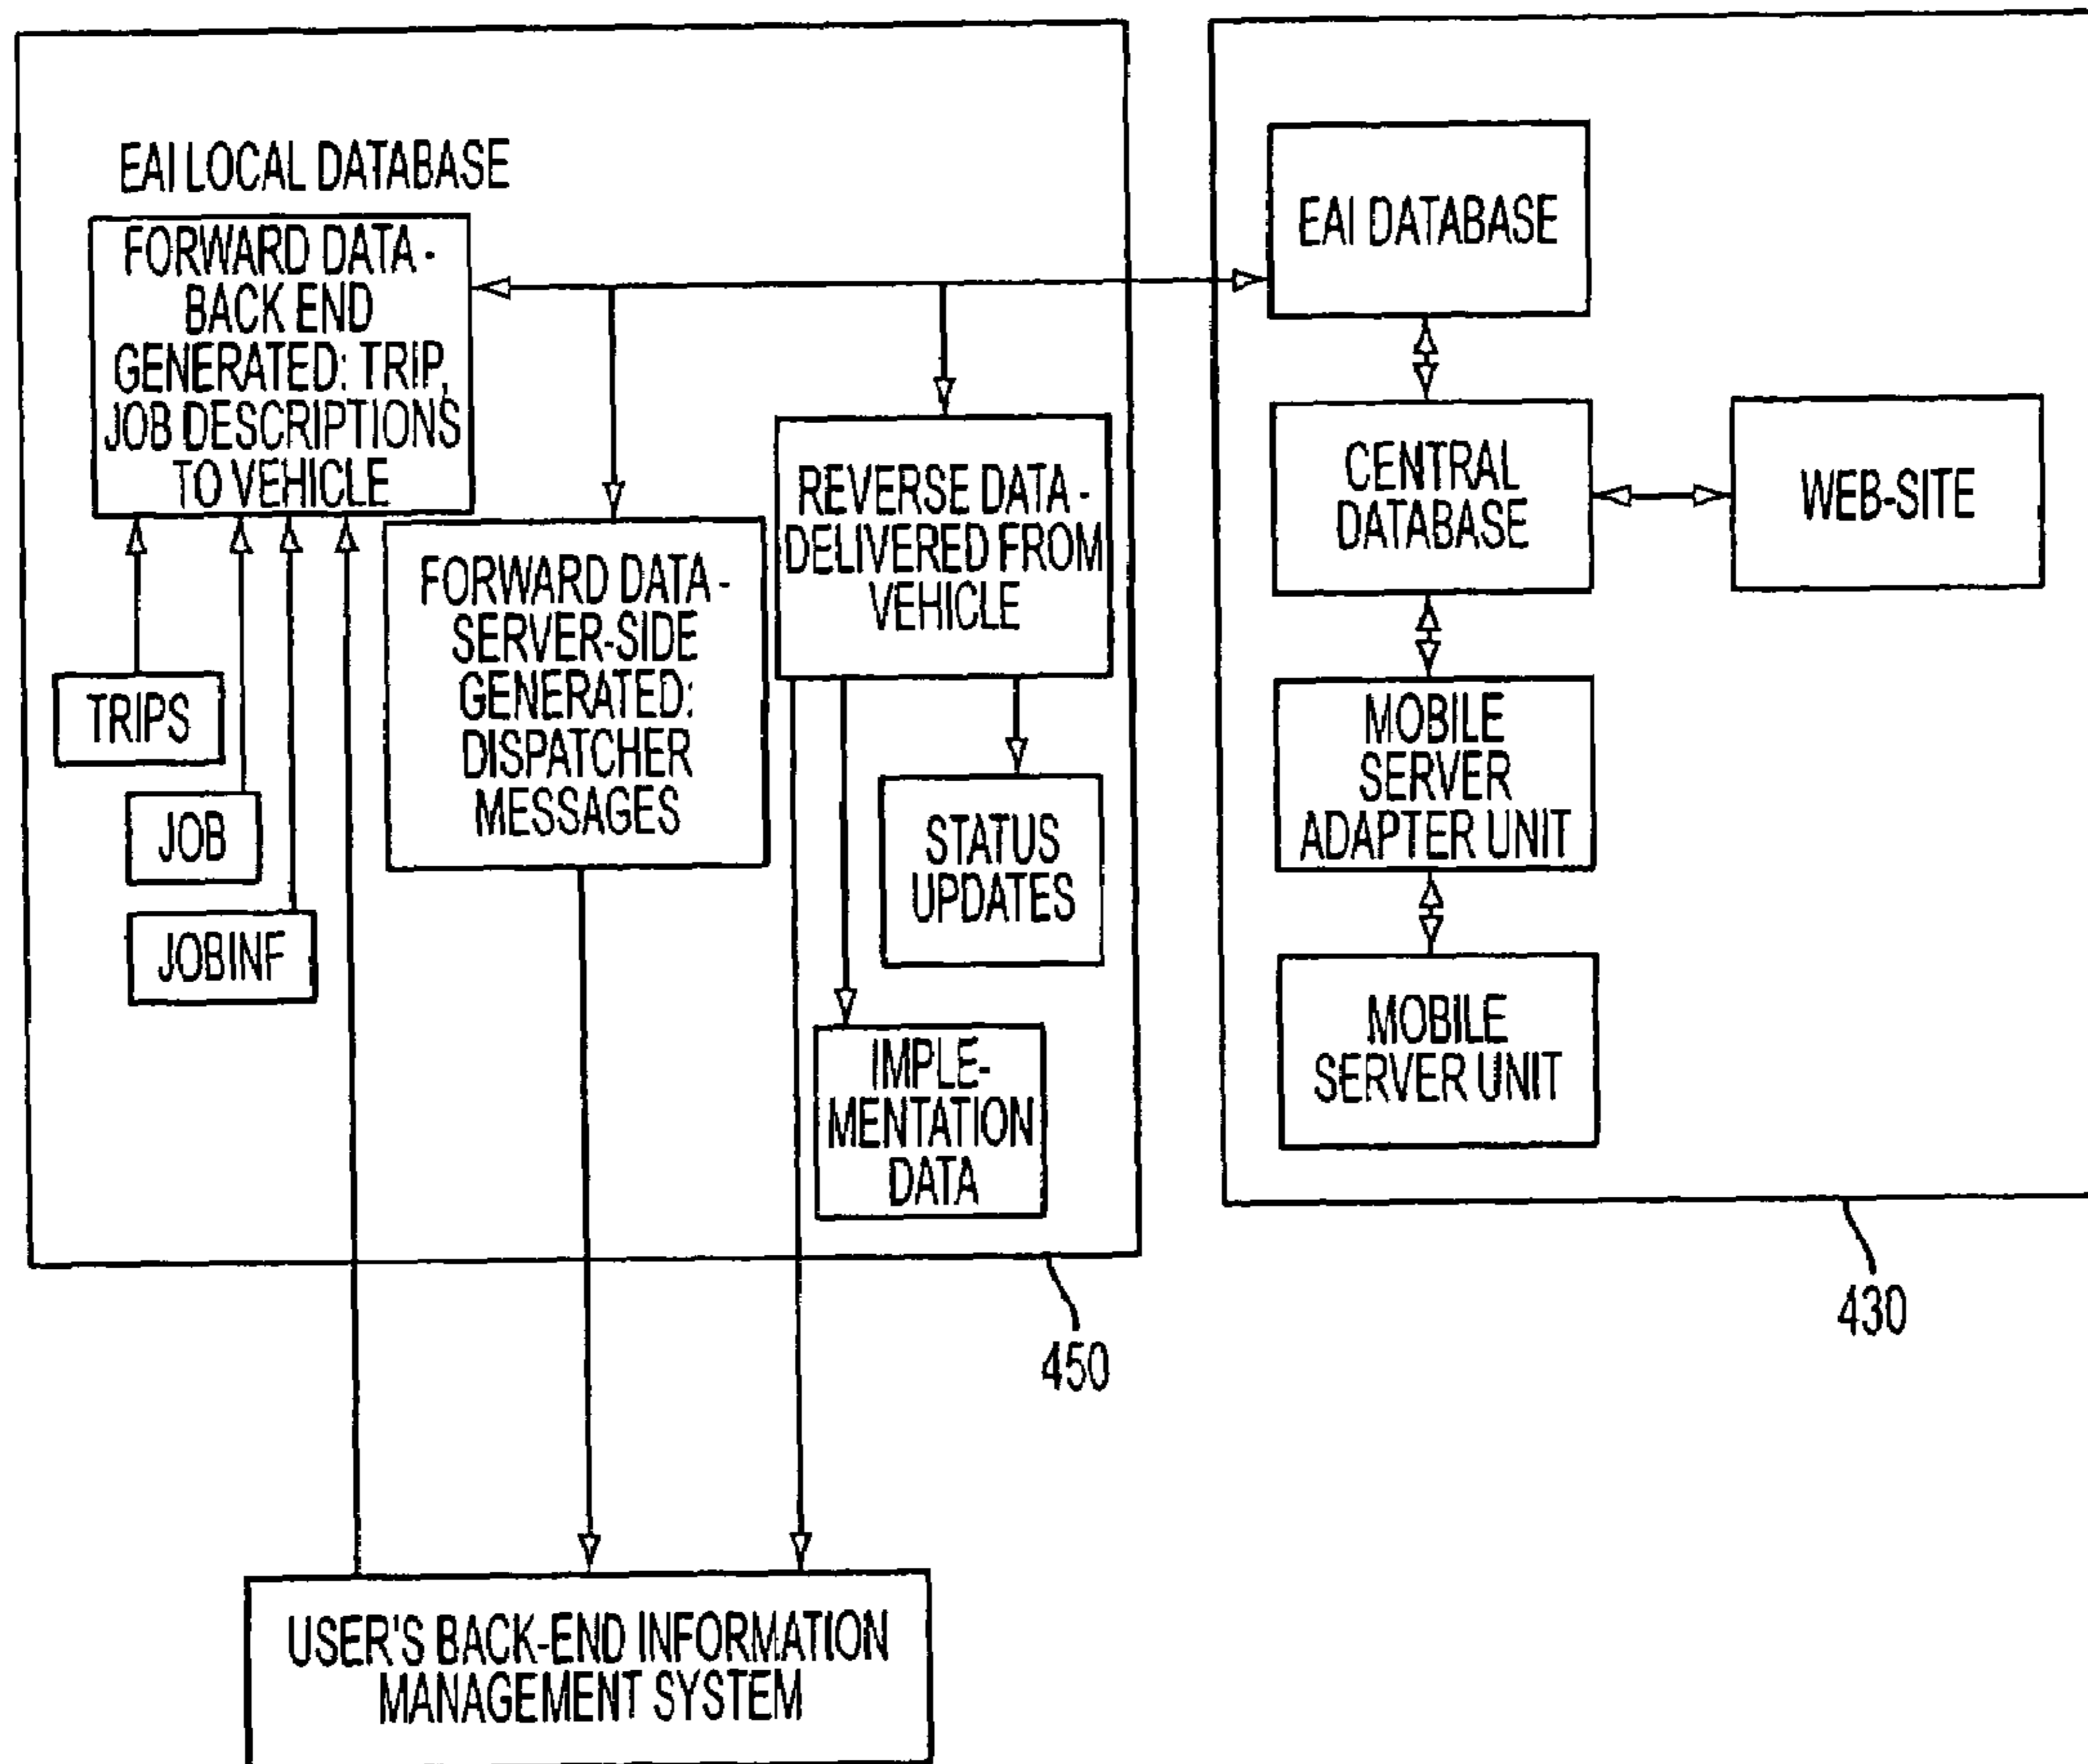 EAI LOCAL DATABASE
FORWARD DATA -
BACK END
GENERATED: TRIP,
JOB DESCRIPTIONS
TO VEHICLE
TRIPS
JOB
JOBINF
FORWARD DATA -
SERVER-SIDE
GENERATED:
DISPATCHER
MESSAGES
REVERSE DATA -
DELIVERED FROM
VEHICLE
STATUS
UPDATES
IMPLE-
MENTATION
DATA
450
USER'S BACK-END INFORMATION
MANAGEMENT SYSTEM
EAI DATABASE
CENTRAL
DATABASE
WEB-SITE
MOBILE
SERVER
ADAPTER UNIT
MOBILE
SERVER UNIT
430